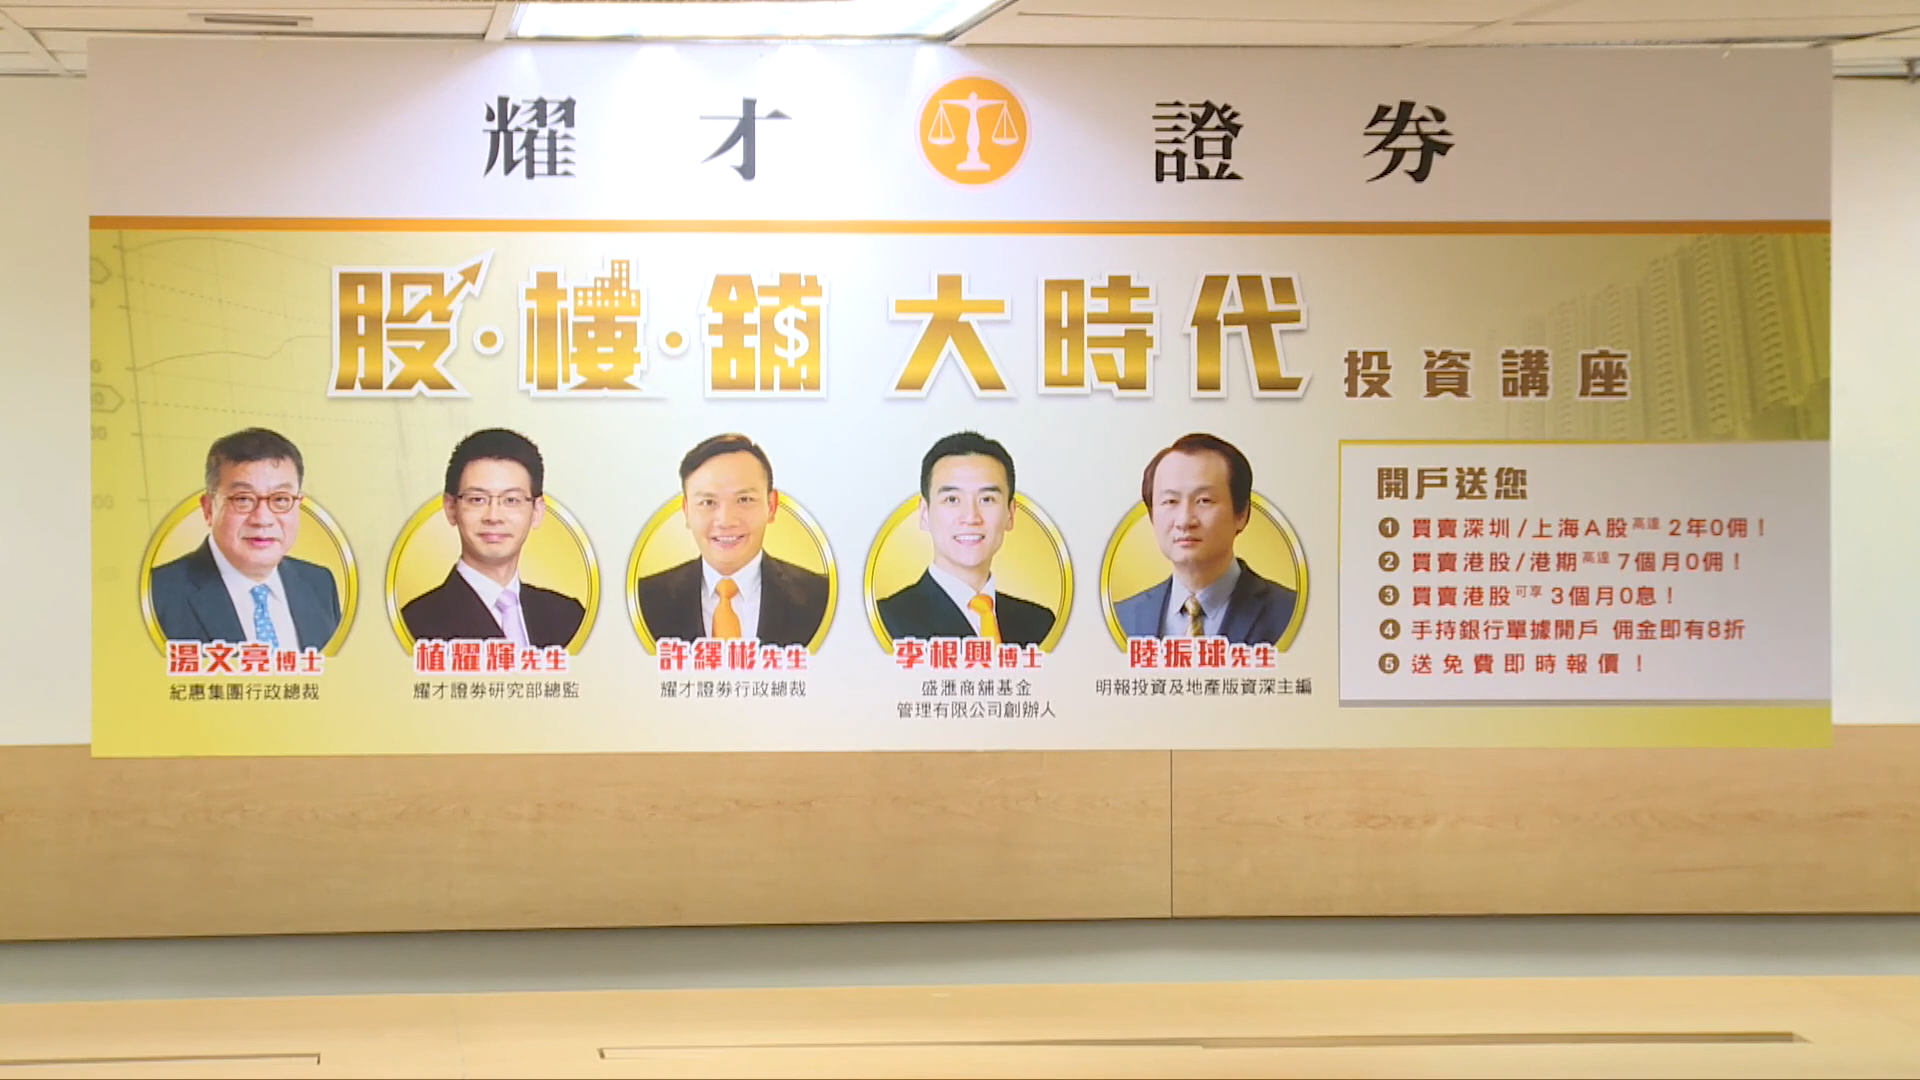 耀才證券
股·樓·舖 大時代 投資講座
湯文亮博士
紀惠集團行政總裁
植耀輝先生
耀才證券研究部總監
許繹彬先生
耀才證券行政總裁
李根興博士
盛滙商舖基金
管理有限公司創辦人
陸振球先生
明報投資及地產版資深主編
開戶送您
1 買賣深圳/上海A股高達2年0佣！
2 買賣港股/港期高達7個月0佣！
3 買賣港股可享3個月0息！
4 手持銀行單據開戶 佣金即有8折
5 送免費即時報價！